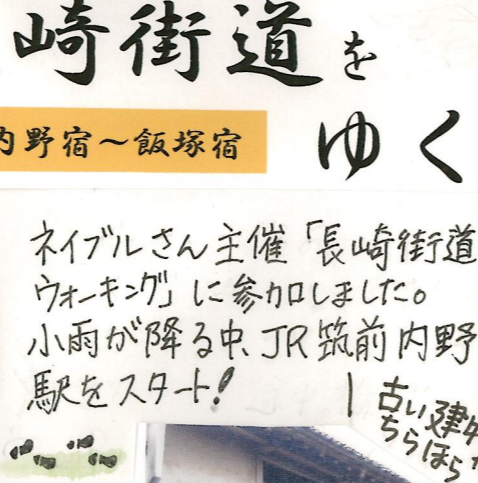 崎街道を
ゆく
内野宿〜飯塚宿
ネイブルさん主催「長崎街道
ウォーキング」に参加しました。
小雨が降る中、JR筑前内野
駅をスタート!
古い建
ちらほら